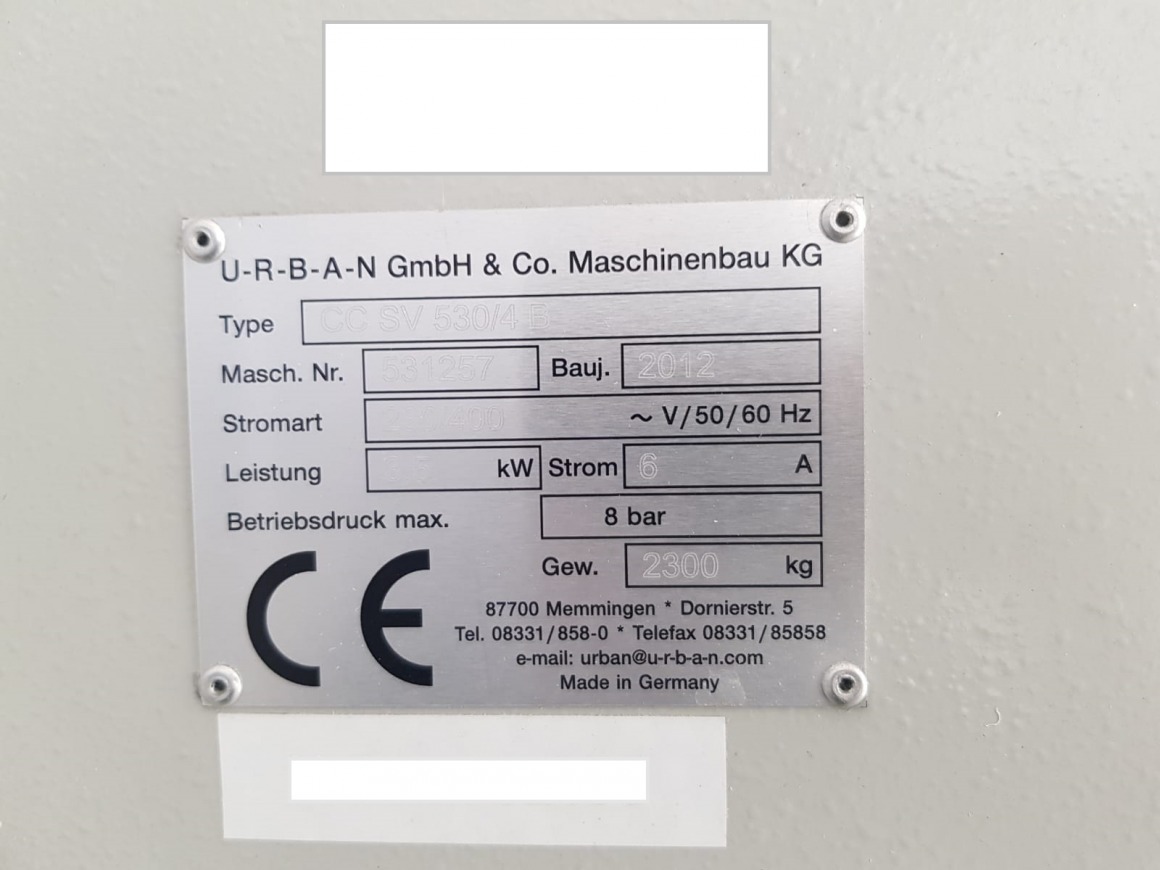 U-R-B-A-N GmbH & Co. Maschinenbau KG
Type CC SV 530/4 B
Masch. Nr. 531257 Bauj. 2012
Stromart ~ V/50/60 Hz
Leistung kW Strom 6 A
Betriebsdruck max. 8 bar
Gew. 2300 kg
CE
87700 Memmingen * Dornierstr. 5
Tel. 08331/858-0 * Telefax 08331/85858
e-mail: urban@u-r-b-a-n.com
Made in Germany